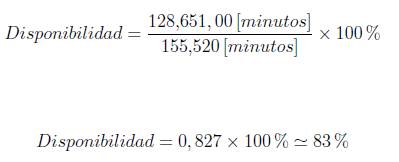 Disponibilidad = 128,651,00 [minutos] / 155,520 [minutos] × 100 %
Disponibilidad = 0, 827 × 100 % ≃ 83 %